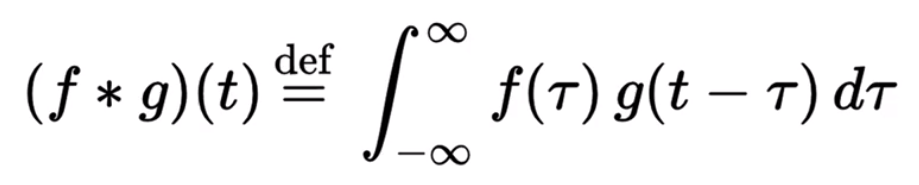 (f ∗ g)(t) def= ∫_{-∞}^{∞} f(τ) g(t − τ) dτ